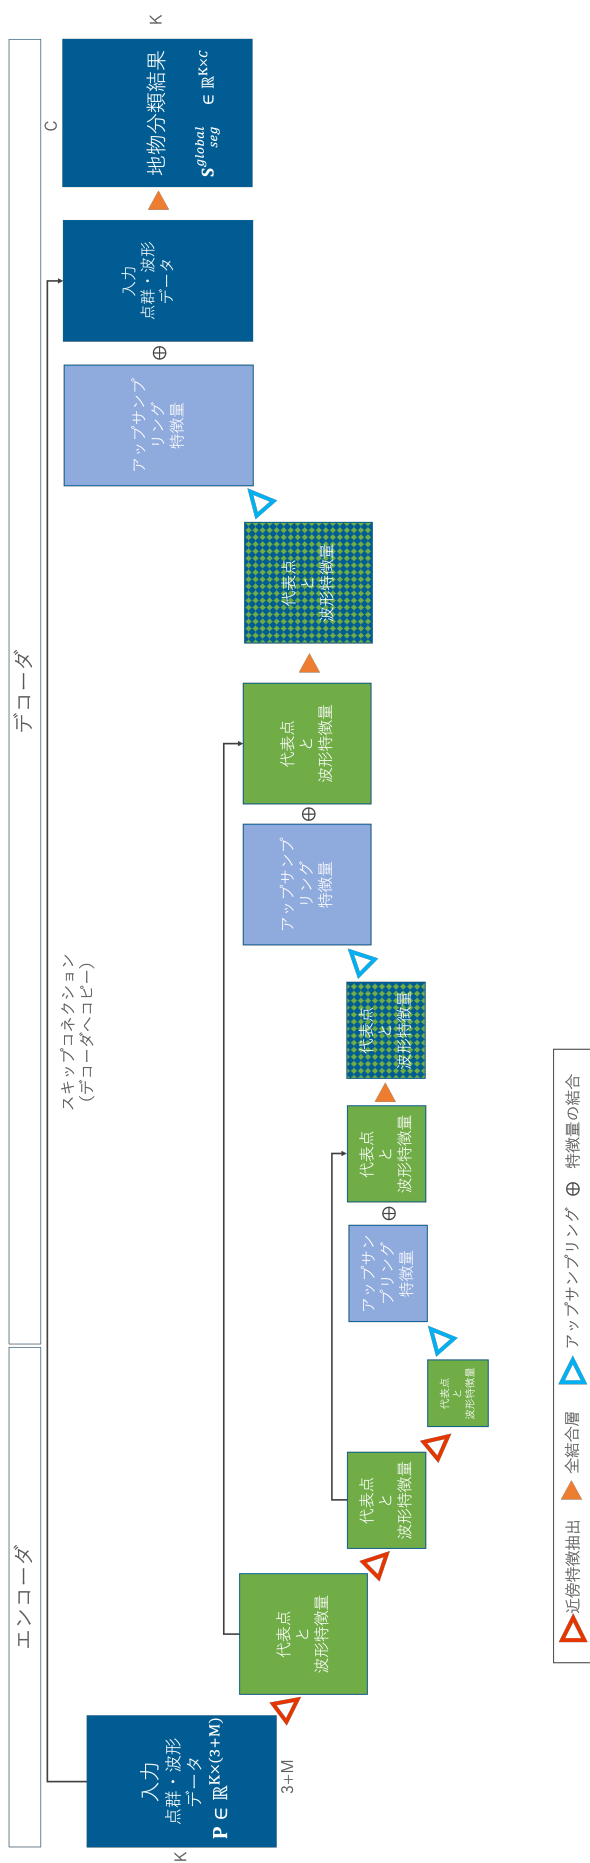 エンコーダ
デコーダ
K
入力
点群・波形
データ
P ∈ ℝ^K×(3+M)
3+M
代表点
と
波形特徴量
代表点
と
波形特徴量
代表点
と
波形特徴量
アップサン
プリング
特徴量
⊕
代表点
と
波形特徴量
代表点
と
波形特徴量
スキップコネクション
(デコーダへコピー)
アップサンプ
リング
特徴量
⊕
代表点
と
波形特徴量
代表点
と
波形特徴量
アップサンプ
リング
特徴量
⊕
入力
点群・波形
データ
C
地物分類結果
S^global_seg ∈ ℝ^K×C
K
近傍特徴抽出 全結合層 アップサンプリング ⊕ 特徴量の結合